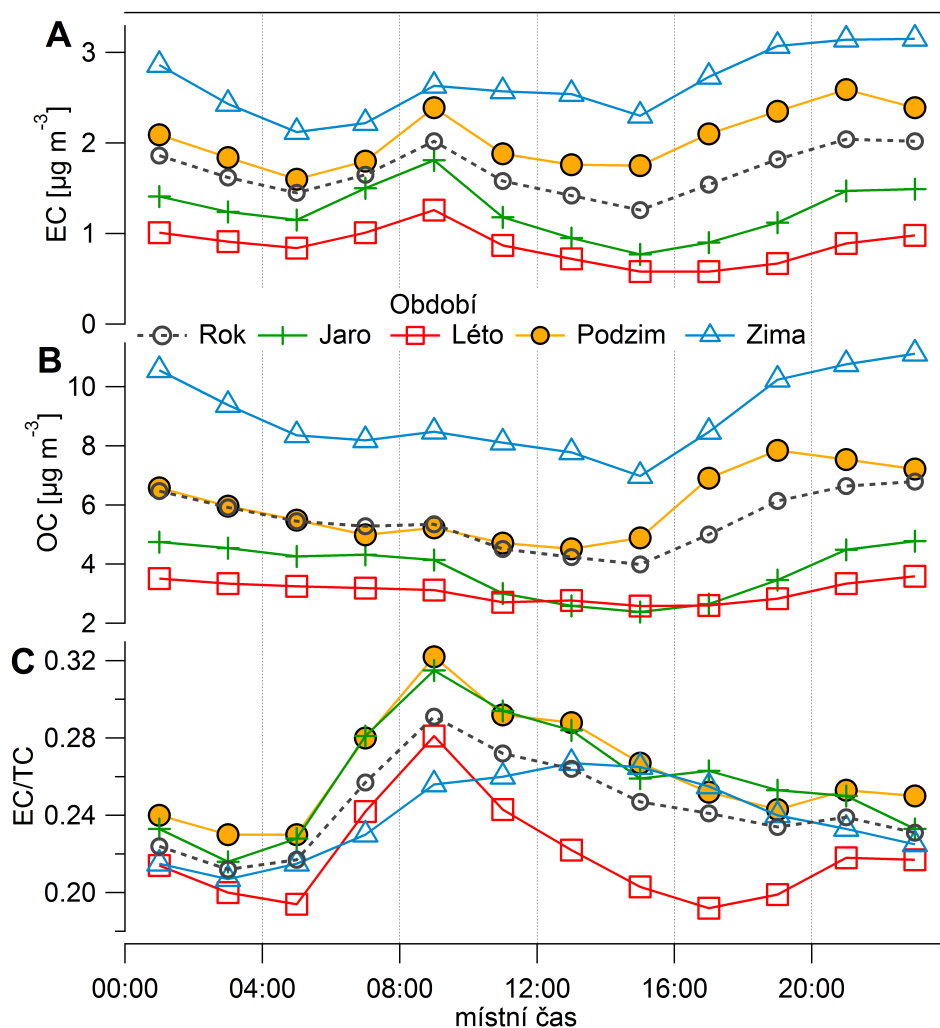 A
3
2
1
0
EC [µg m⁻³]
Období
Rok Jaro Léto Podzim Zima
B
10
8
6
4
2
OC [µg m⁻³]
C
0.32
0.28
0.24
0.20
EC/TC
00:00 04:00 08:00 12:00 16:00 20:00
místní čas